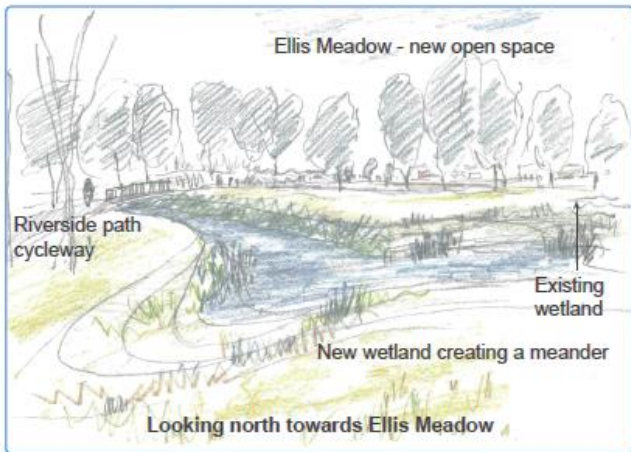 Ellis Meadow - new open space
Riverside path
cycleway
Existing
wetland
New wetland creating a meander
Looking north towards Ellis Meadow